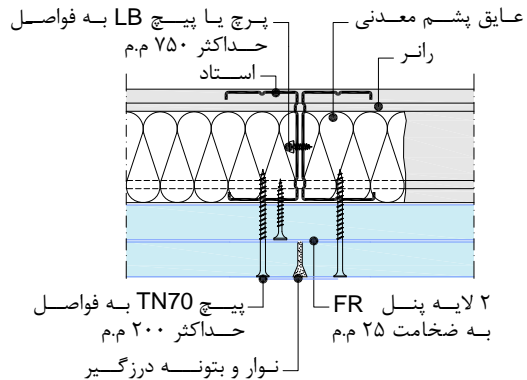 عایق پشم معدنی
رانر
پرچ یا پیچ LB به فواصل
حداکثر ۷۵۰ م.م
استاد
۲ لایه پنل FR
به ضخامت ۲۵ م.م
پیچ TN70 به فواصل
حداکثر ۲۰۰ م.م
نوار و بتونه درزگیر